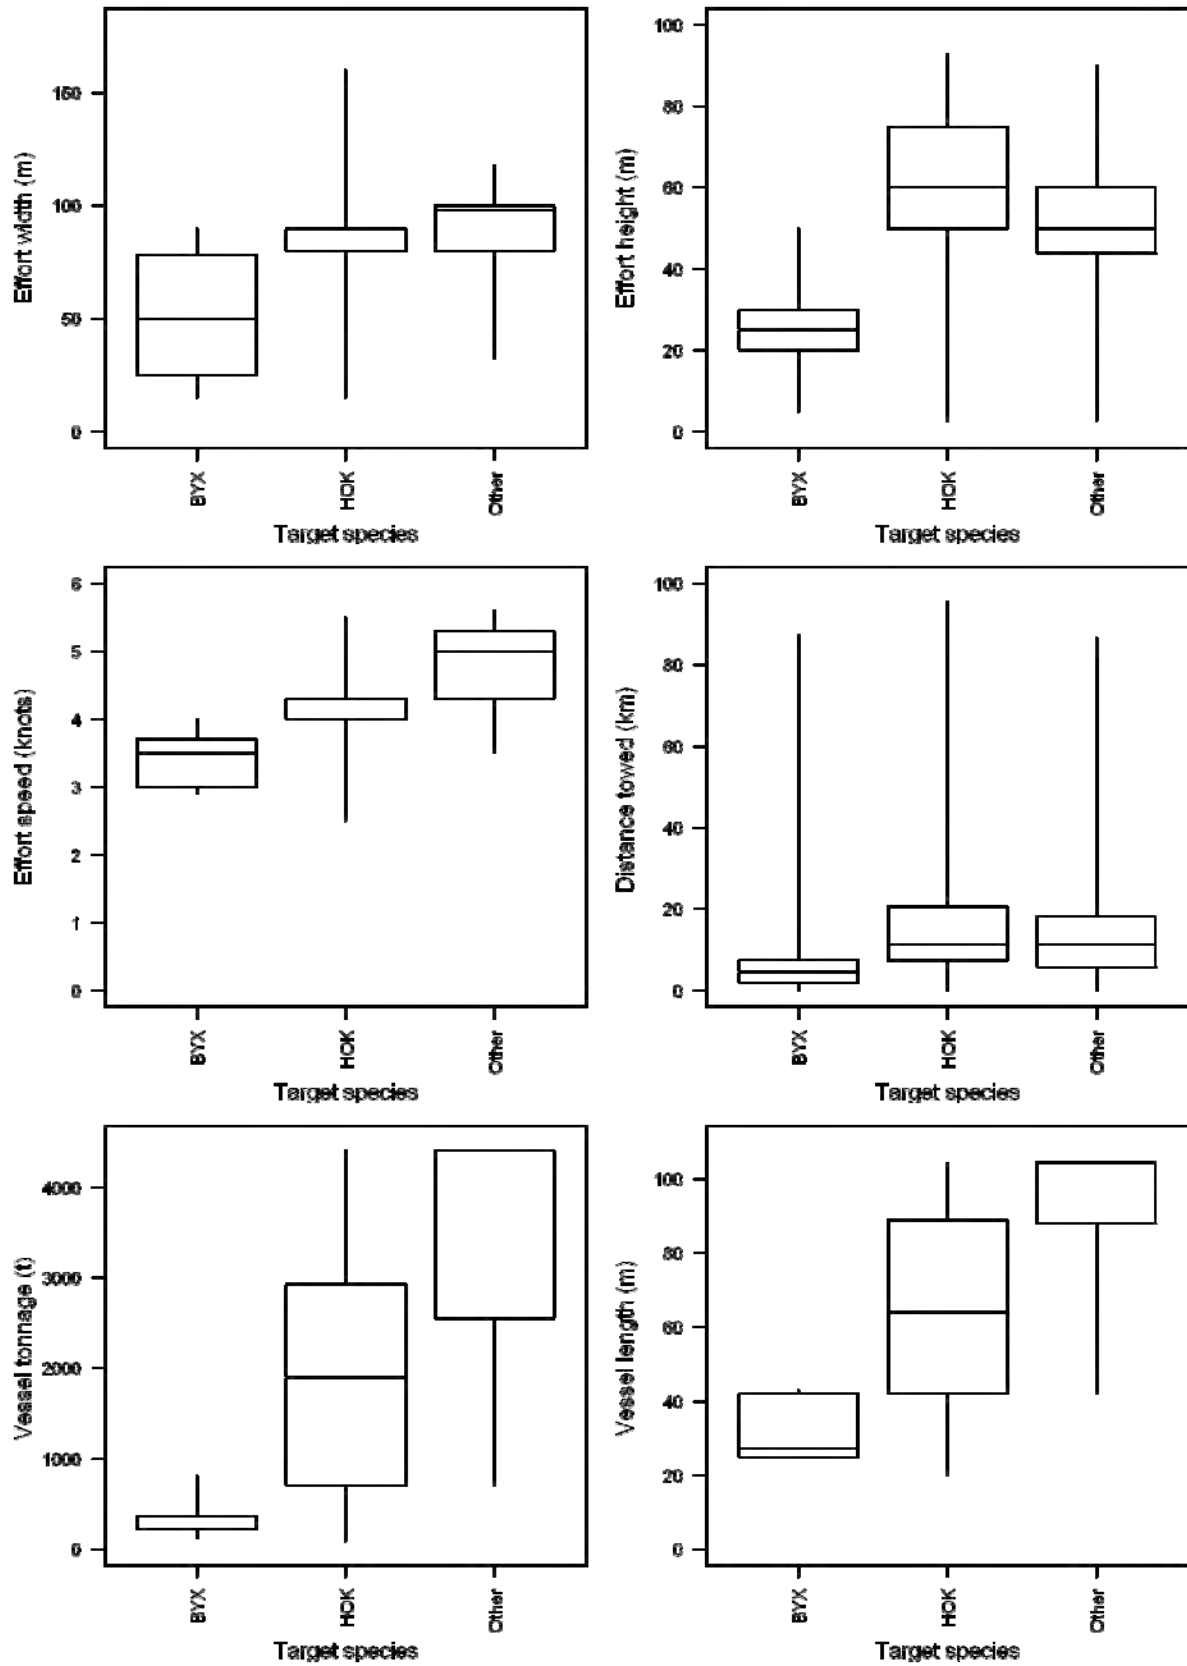 Effort width (m)
150
100
50
0
BYX
HOK
Other
Target species
Effort height (m)
100
80
60
40
20
0
BYX
HOK
Other
Target species
Effort speed (knots)
6
5
4
3
2
1
0
BYX
HOK
Other
Target species
Distance towed (km)
100
80
60
40
20
0
BYX
HOK
Other
Target species
Vessel tonnage (t)
4000
3000
2000
1000
0
BYX
HOK
Other
Target species
Vessel length (m)
100
80
60
40
20
0
BYX
HOK
Other
Target species